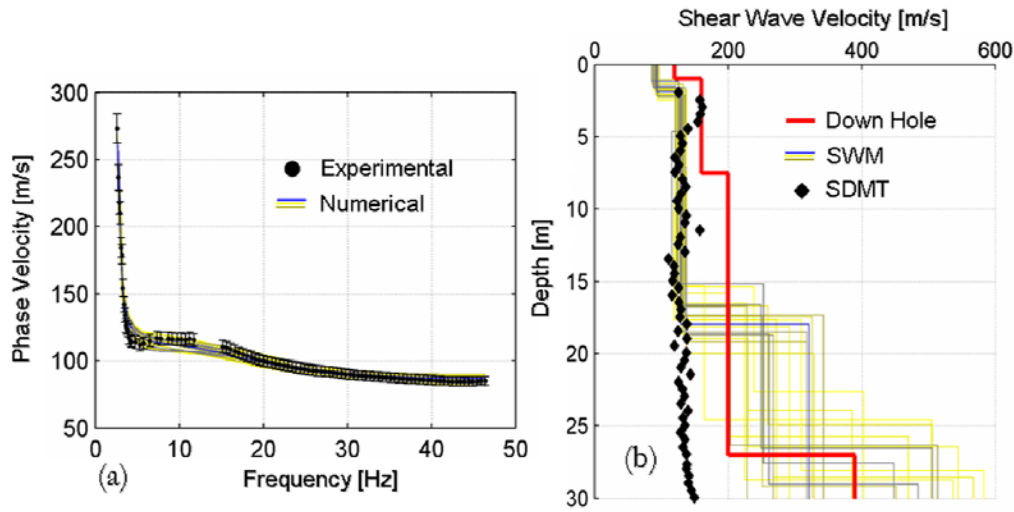 300
250
200
150
100
50
Phase Velocity [m/s]
Experimental
Numerical
0 10 20 30 40 50
Frequency [Hz]
(a)
Shear Wave Velocity [m/s]
0 200 400 600
0
5
10
15
20
25
30
Depth [m]
Down Hole
SWM
SDMT
(b)